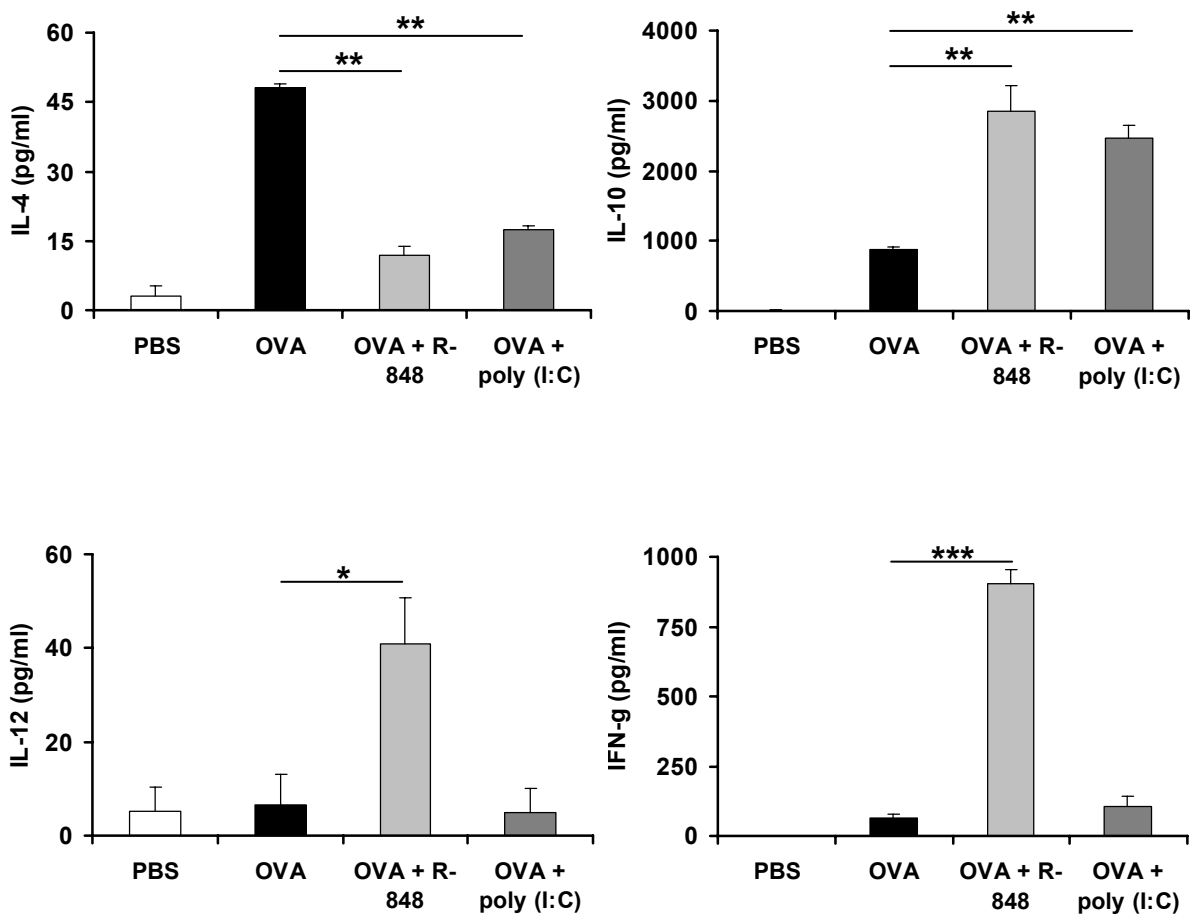 60
45
30
15
0
IL-4 (pg/ml)
**
**
PBS
OVA
OVA + R-
848
OVA +
poly (I:C)
4000
3000
2000
1000
0
IL-10 (pg/ml)
**
**
PBS
OVA
OVA + R-
848
OVA +
poly (I:C)
60
40
20
0
IL-12 (pg/ml)
*
PBS
OVA
OVA + R-
848
OVA +
poly (I:C)
1000
750
500
250
0
IFN-g (pg/ml)
***
PBS
OVA
OVA + R-
848
OVA +
poly (I:C)